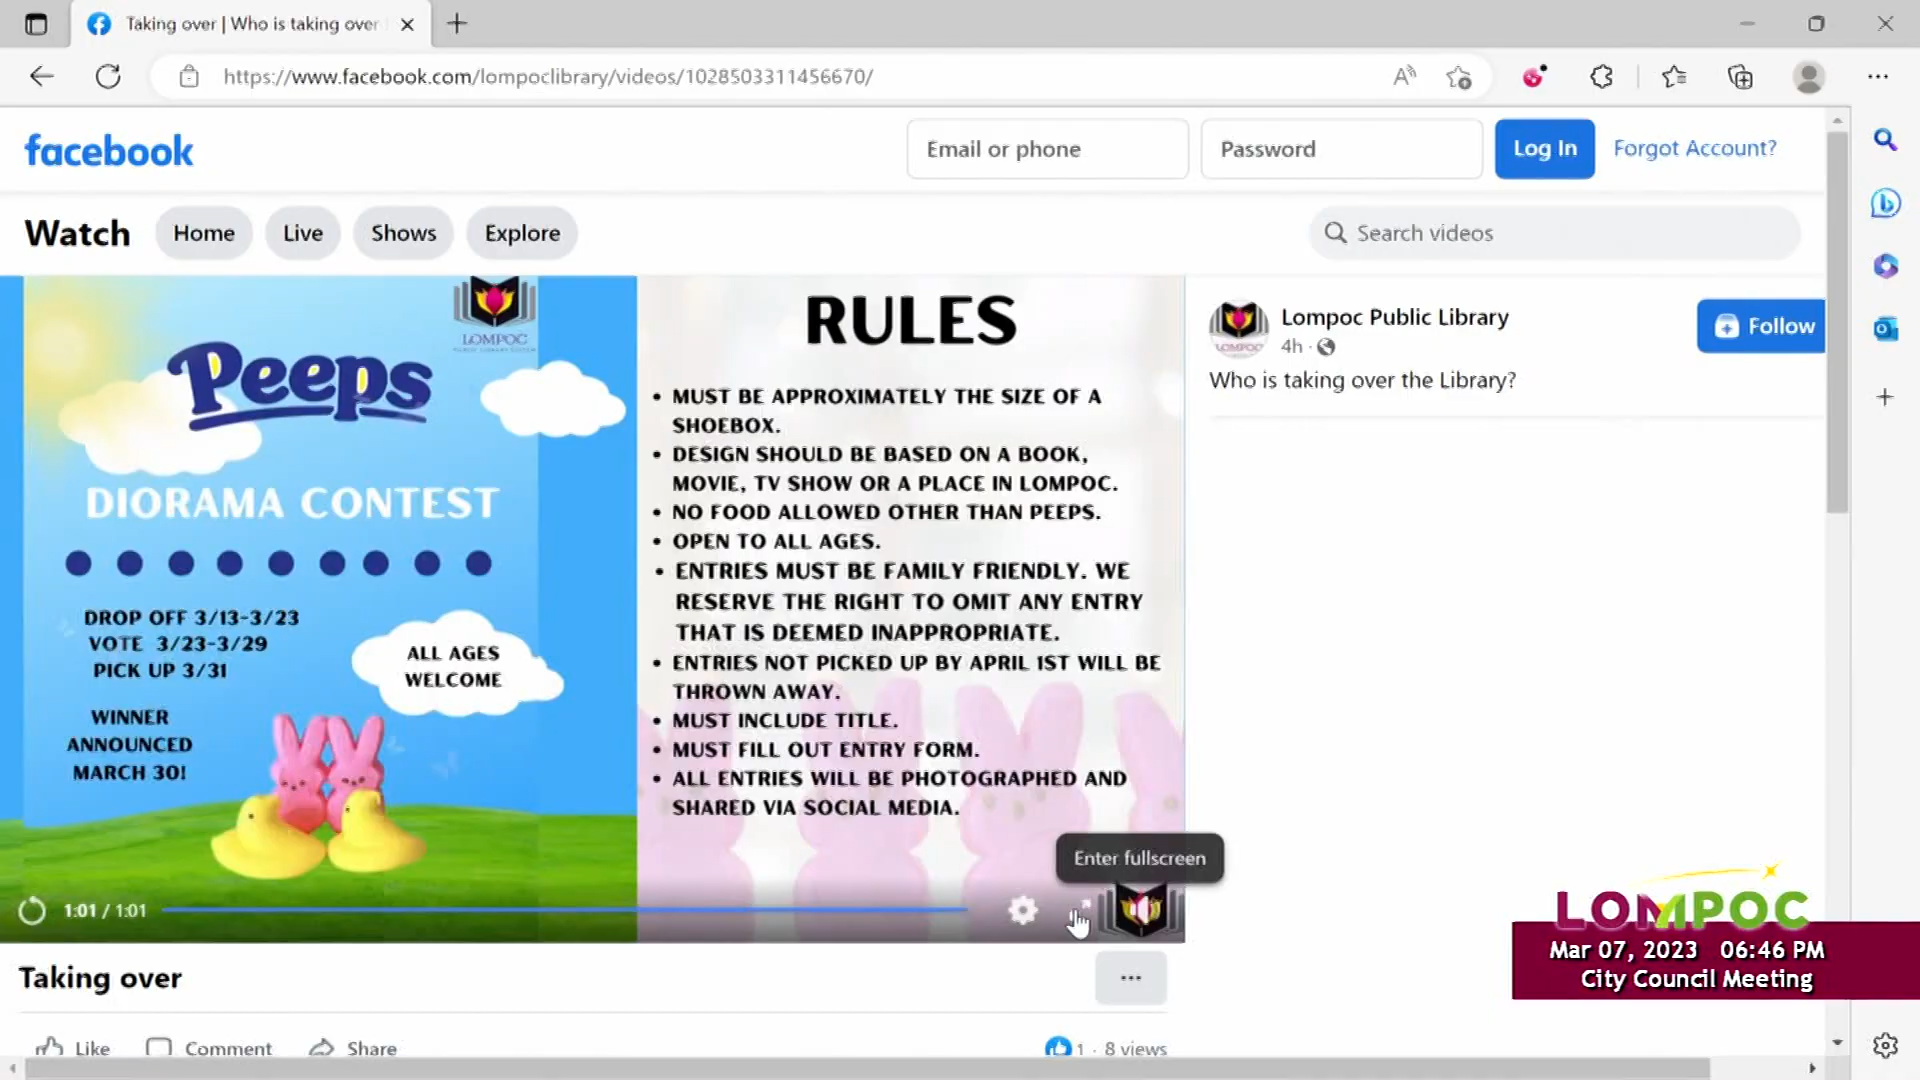 Taking over | Who is taking over
https://www.facebook.com/lompoclibrary/videos/1028503311456670/
facebook
Email or phone
Password
Log In
Forgot Account?
Watch
Home
Live
Shows
Explore
Search videos
LOMPOC
PUBLIC LIBRARY SYSTEM
Peeps
DIORAMA CONTEST
DROP OFF 3/13-3/23
VOTE 3/23-3/29
PICK UP 3/31
ALL AGES
WELCOME
WINNER
ANNOUNCED
MARCH 30!
RULES
• MUST BE APPROXIMATELY THE SIZE OF A
SHOEBOX.
• DESIGN SHOULD BE BASED ON A BOOK,
MOVIE, TV SHOW OR A PLACE IN LOMPOC.
• NO FOOD ALLOWED OTHER THAN PEEPS.
• OPEN TO ALL AGES.
• ENTRIES MUST BE FAMILY FRIENDLY. WE
RESERVE THE RIGHT TO OMIT ANY ENTRY
THAT IS DEEMED INAPPROPRIATE.
• ENTRIES NOT PICKED UP BY APRIL 1ST WILL BE
THROWN AWAY.
• MUST INCLUDE TITLE.
• MUST FILL OUT ENTRY FORM.
• ALL ENTRIES WILL BE PHOTOGRAPHED AND
SHARED VIA SOCIAL MEDIA.
Enter fullscreen
1:01 / 1:01
LOMPOC
Lompoc Public Library
4h ·
Follow
Who is taking over the Library?
Taking over
...
Like
Comment
Share
1 · 8 views
LOMPOC
Mar 07, 2023 06:46 PM
City Council Meeting